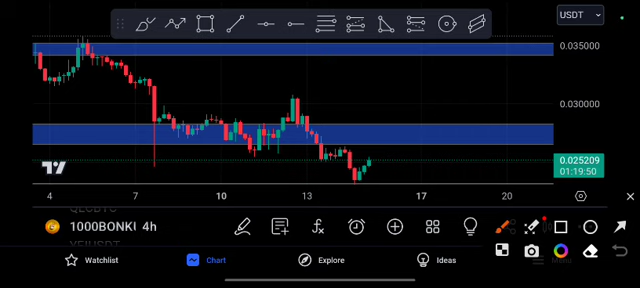 USDT
0.035000
0.030000
0.025209
01:19:50
4 7 10 13 17 20
1000BONKU 4h
Watchlist
Chart
Explore
Ideas